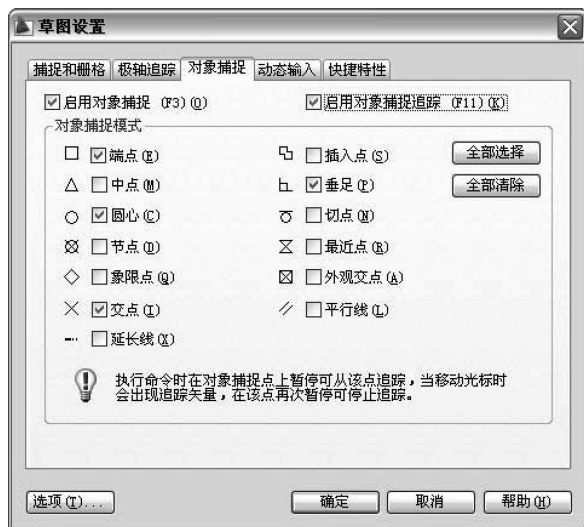 草图设置
捕捉和栅格 极轴追踪 对象捕捉 动态输入 快捷特性
启用对象捕捉 (F3)(O) 启用对象捕捉追踪 (F11)(K)
对象捕捉模式
端点(E) 插入点(S) 全部选择
中点(M) 垂足(P) 全部清除
圆心(C) 切点(N)
节点(D) 最近点(R)
象限点(Q) 外观交点(A)
交点(I) 平行线(L)
延长线(X)
执行命令时在对象捕捉点上暂停可从该点追踪，当移动光标时
会出现追踪矢量，在该点再次暂停可停止追踪。
选项(T)... 确定 取消 帮助(H)